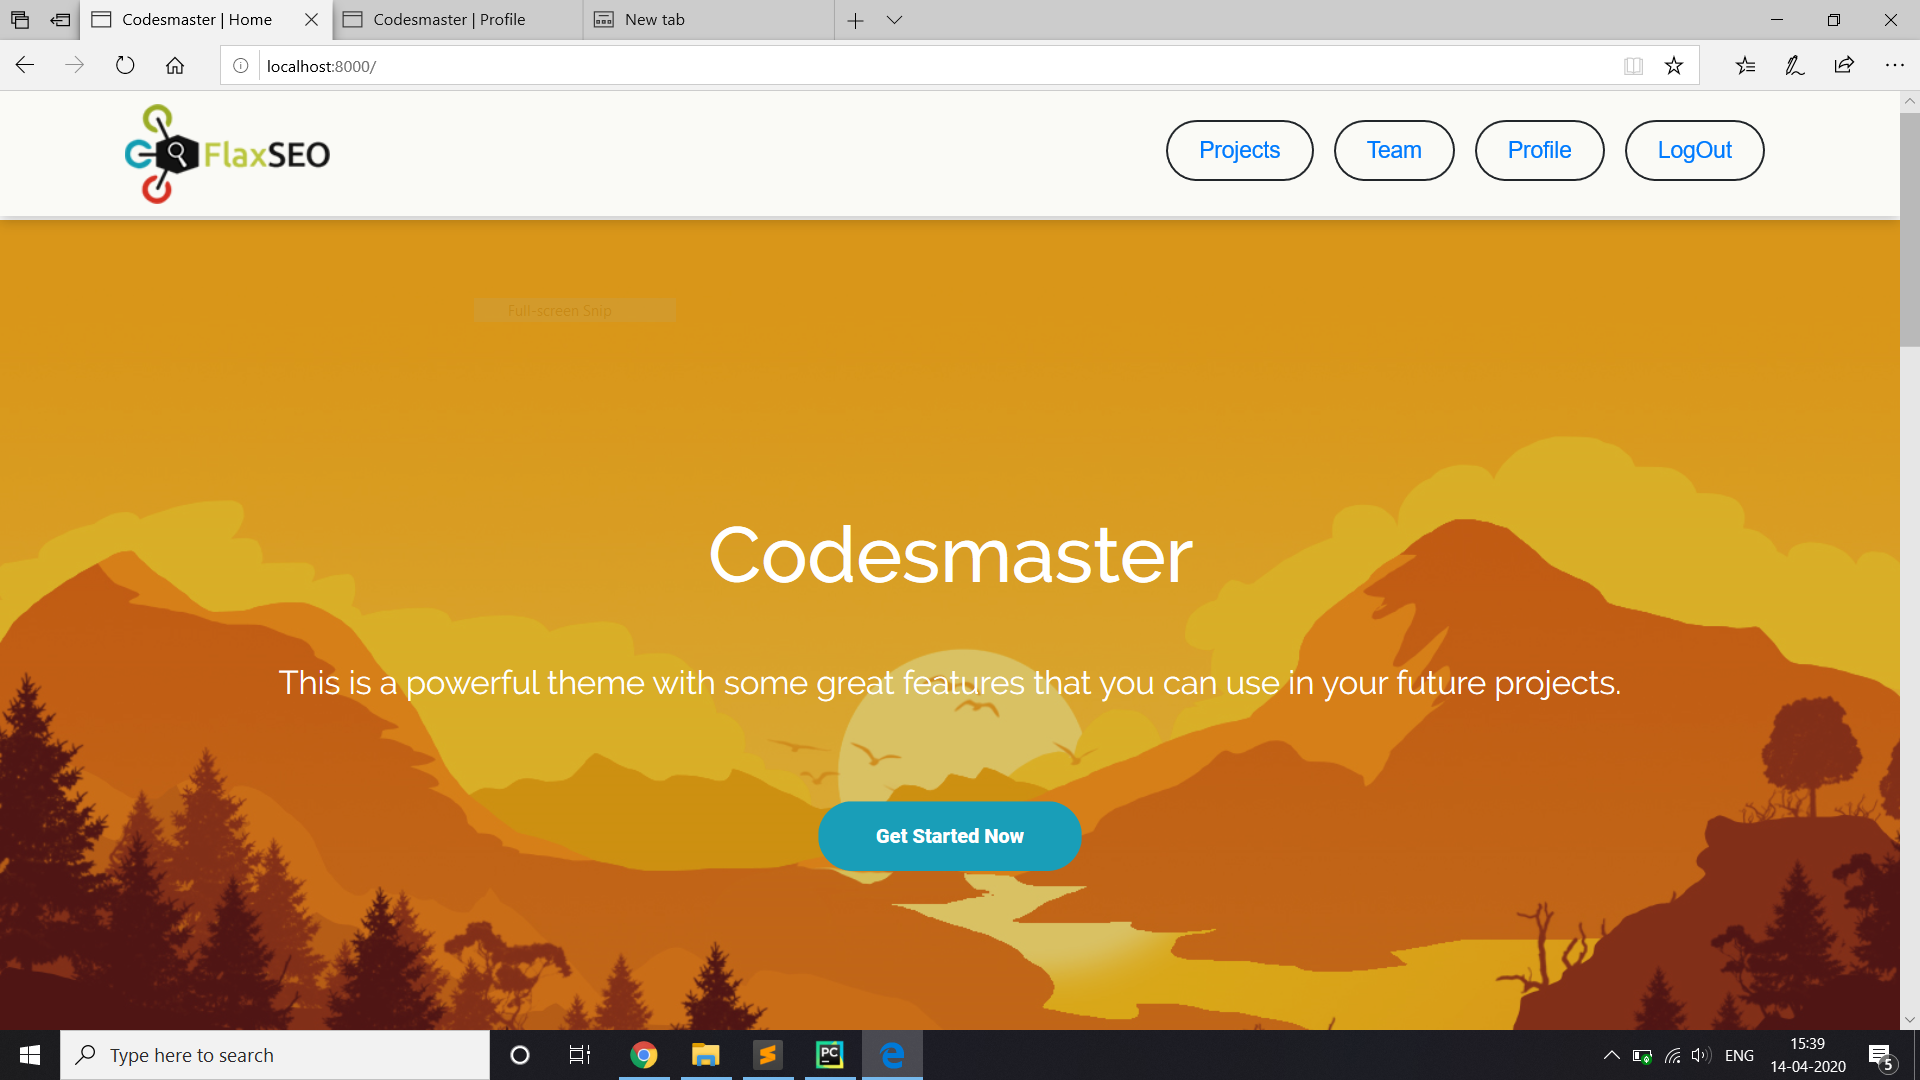 Codesmaster | Home
Codesmaster | Profile
New tab
localhost:8000/
FlaxSEO
Projects
Team
Profile
LogOut
Full-screen Snip
Codesmaster
This is a powerful theme with some great features that you can use in your future projects.
Get Started Now
Type here to search
PC
ENG
15:39
14-04-2020
5